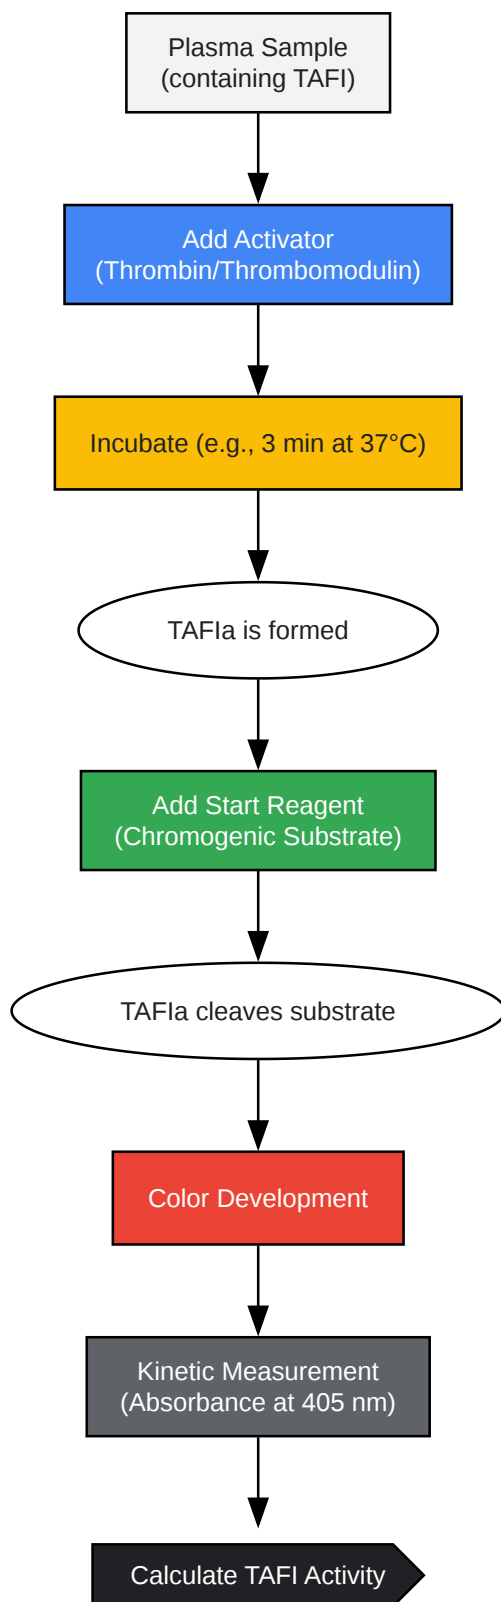 Plasma Sample
(containing TAFI)
Add Activator
(Thrombin/Thrombomodulin)
Incubate (e.g., 3 min at 37°C)
TAFIa is formed
Add Start Reagent
(Chromogenic Substrate)
TAFIa cleaves substrate
Color Development
Kinetic Measurement
(Absorbance at 405 nm)
Calculate TAFI Activity